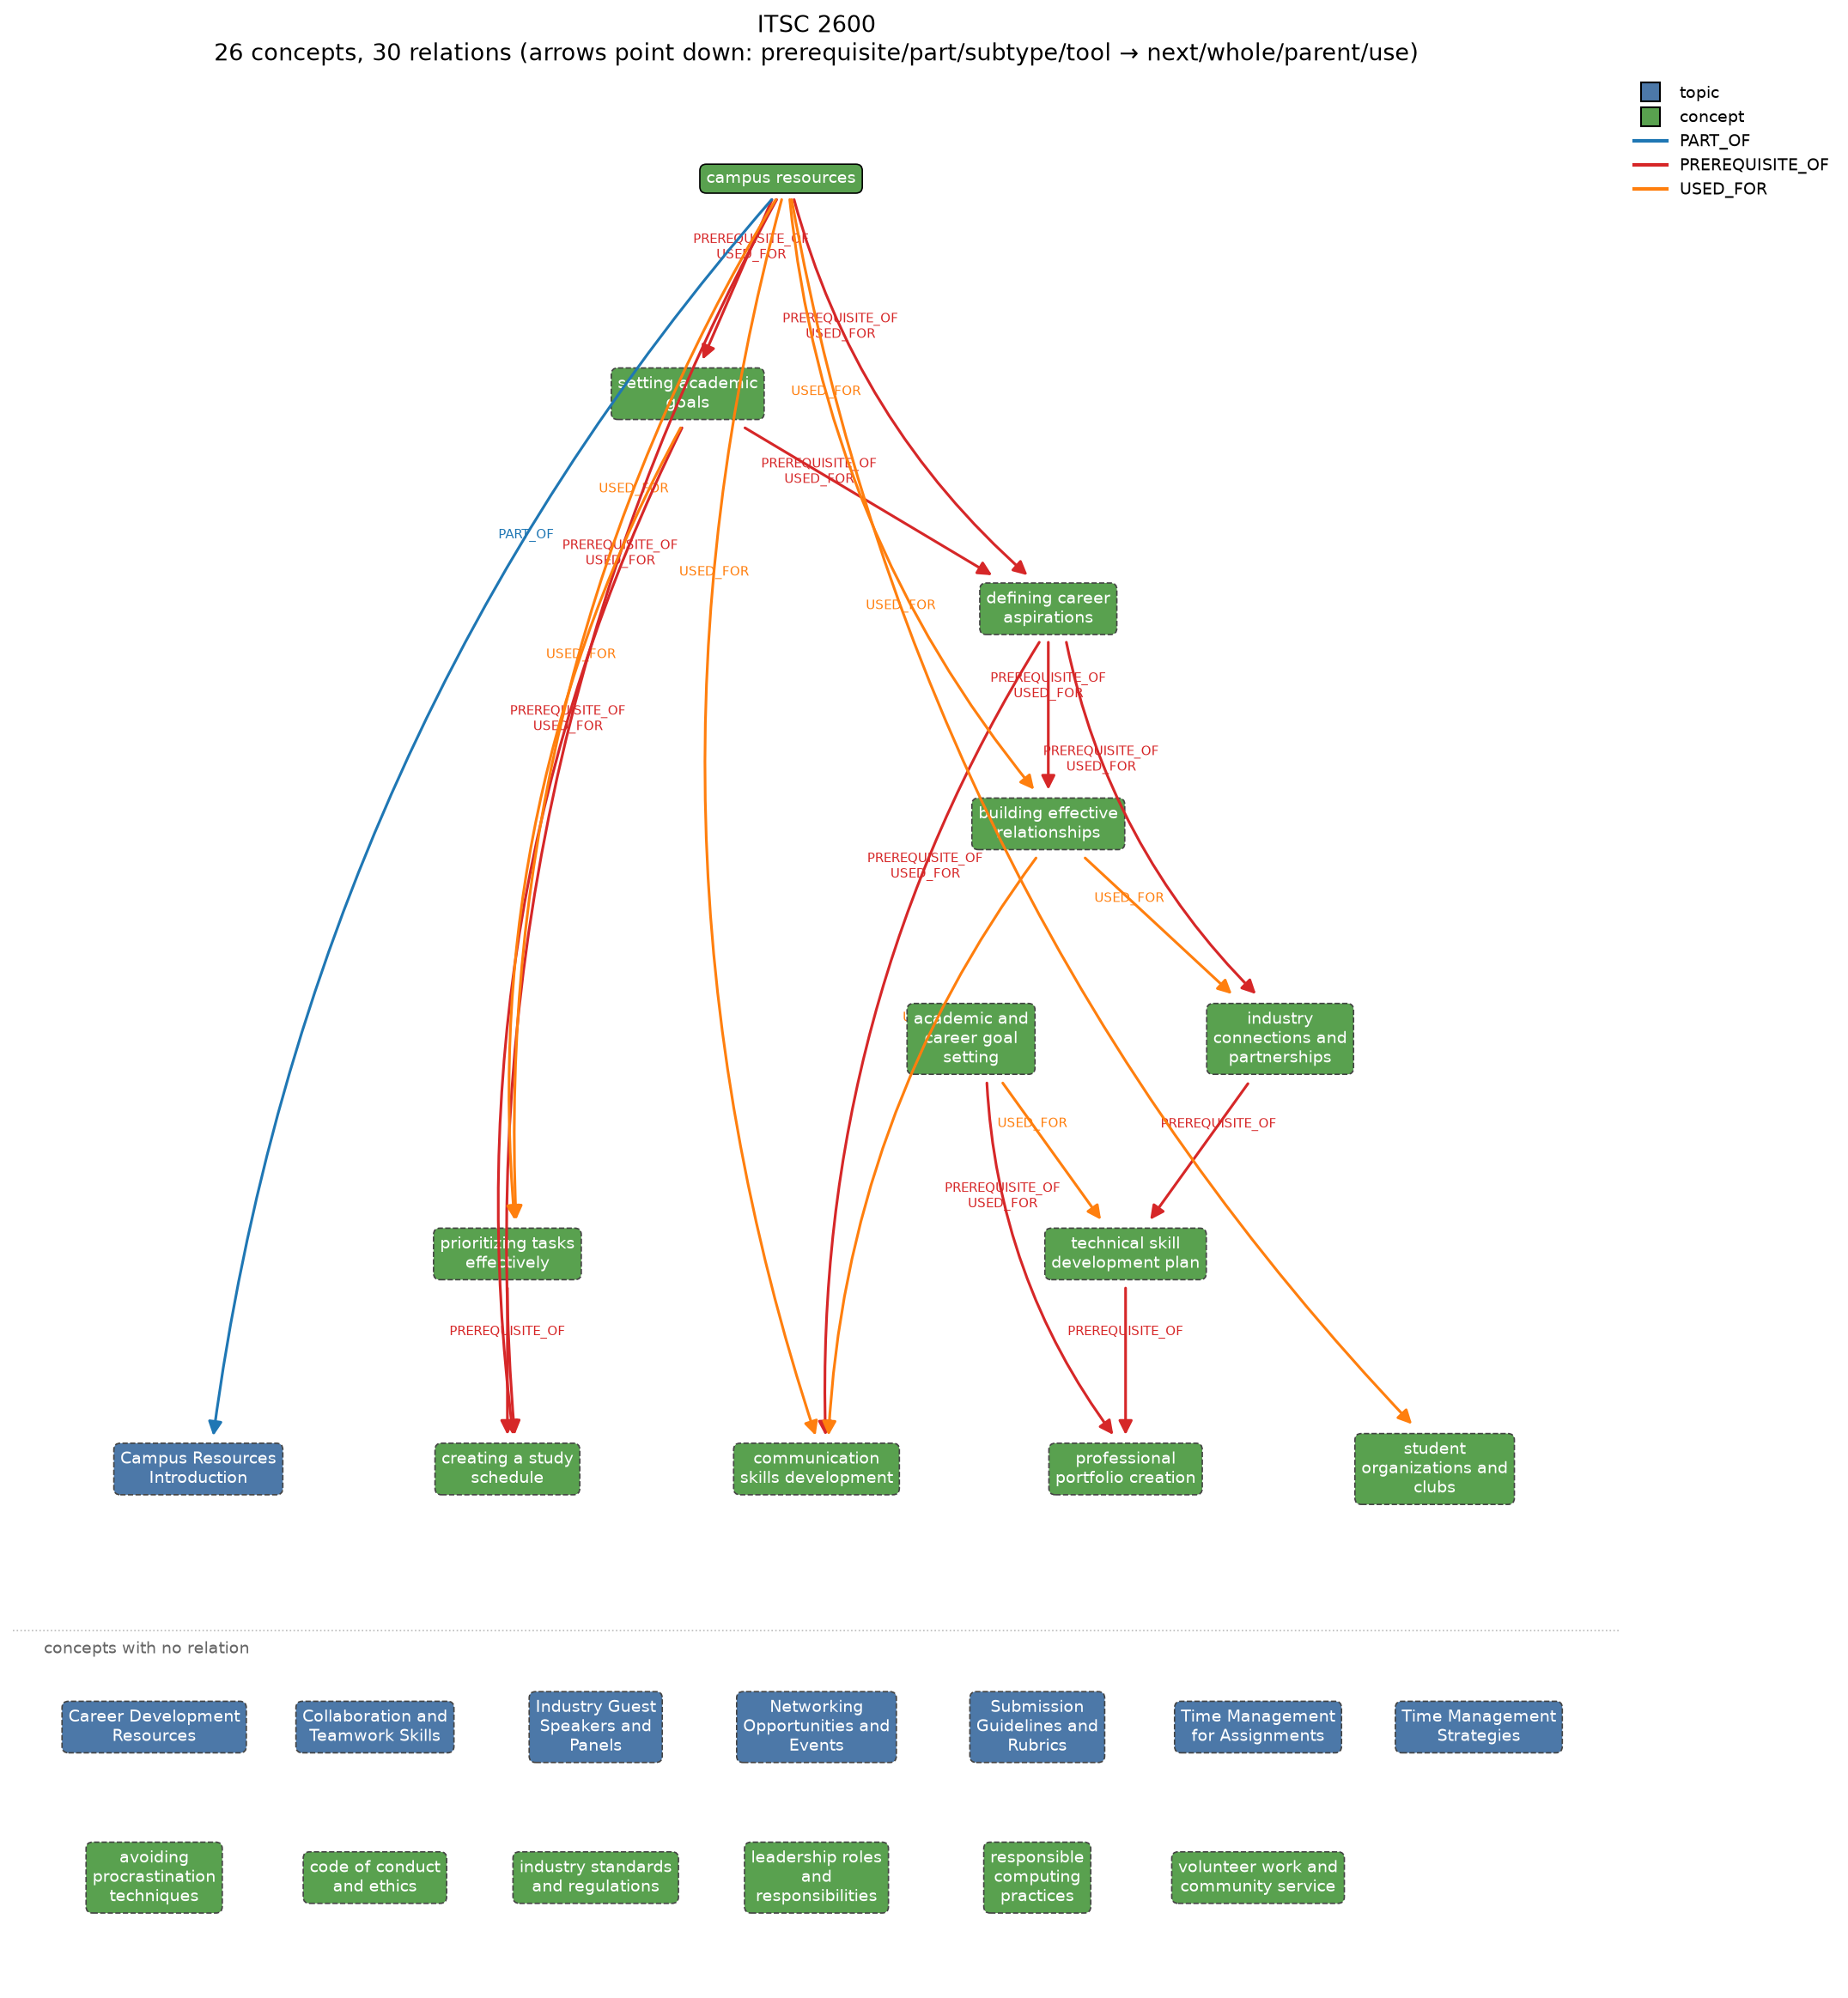 ITSC 2600
26 concepts, 30 relations (arrows point down: prerequisite/part/subtype/tool → next/whole/parent/use)
topic
concept
PART_OF
PREREQUISITE_OF
USED_FOR
campus resources
PREREQUISITE_OF
USED_FOR
PREREQUISITE_OF
USED_FOR
setting academic
goals
USED_FOR
PREREQUISITE_OF
USED_FOR
USED_FOR
PART_OF
PREREQUISITE_OF
USED_FOR
USED_FOR
defining career
aspirations
USED_FOR
USED_FOR
PREREQUISITE_OF
USED_FOR
PREREQUISITE_OF
USED_FOR
PREREQUISITE_OF
USED_FOR
building effective
relationships
PREREQUISITE_OF
USED_FOR
USED_FOR
academic and
career goal
setting
industry
connections and
partnerships
USED_FOR
PREREQUISITE_OF
PREREQUISITE_OF
USED_FOR
prioritizing tasks
effectively
technical skill
development plan
PREREQUISITE_OF
PREREQUISITE_OF
Campus Resources
Introduction
creating a study
schedule
communication
skills development
professional
portfolio creation
student
organizations and
clubs
concepts with no relation
Career Development
Resources
Collaboration and
Teamwork Skills
Industry Guest
Speakers and
Panels
Networking
Opportunities and
Events
Submission
Guidelines and
Rubrics
Time Management
for Assignments
Time Management
Strategies
avoiding
procrastination
techniques
code of conduct
and ethics
industry standards
and regulations
leadership roles
and
responsibilities
responsible
computing
practices
volunteer work and
community service